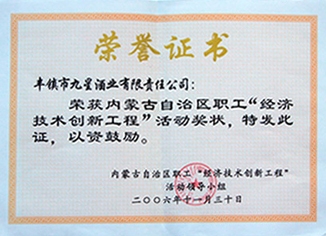 荣誉证书
丰镇市九星酒业有限责任公司：
荣获内蒙古自治区职工“经济
技术创新工程”活动奖状，特发此
证，以资鼓励。
内蒙古自治区职工“经济技术创新工程”
活动领导小组
二〇〇六年十一月三十日